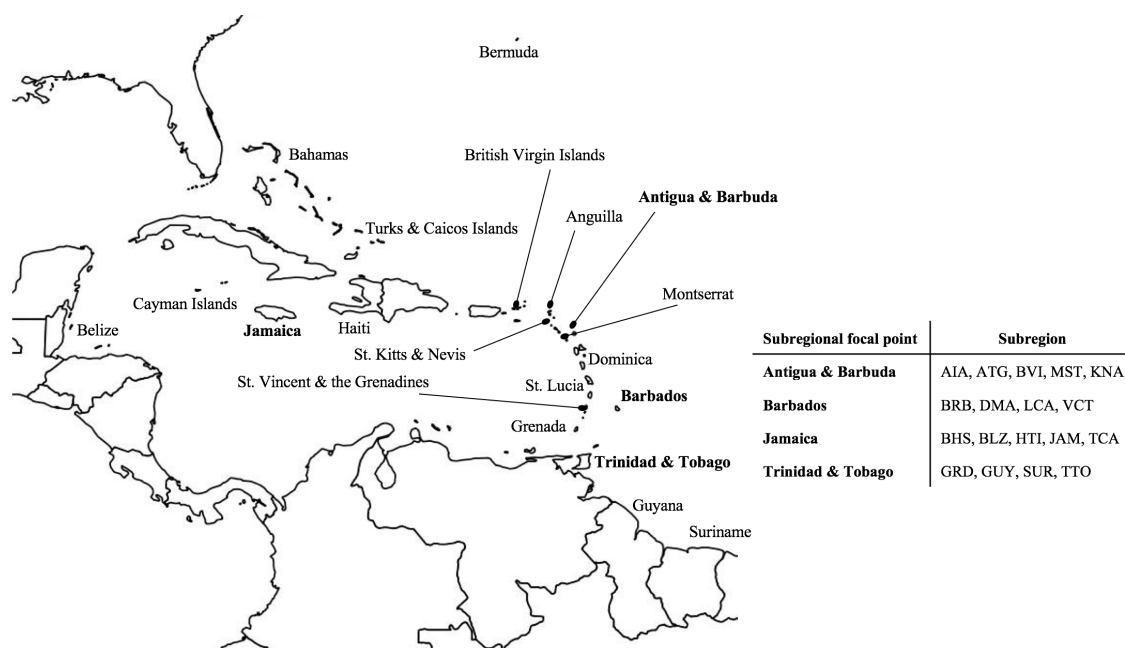 Bermuda
Bahamas
British Virgin Islands
Antigua & Barbuda
Anguilla
Turks & Caicos Islands
Montserrat
Cayman Islands
Jamaica
Haiti
Belize
St. Kitts & Nevis
Dominica
St. Vincent & the Grenadines
St. Lucia
Barbados
Grenada
Trinidad & Tobago
Guyana
Suriname
Subregional focal point Subregion
Antigua & Barbuda AIA, ATG, BVI, MST, KNA
Barbados BRB, DMA, LCA, VCT
Jamaica BHS, BLZ, HTI, JAM, TCA
Trinidad & Tobago GRD, GUY, SUR, TTO